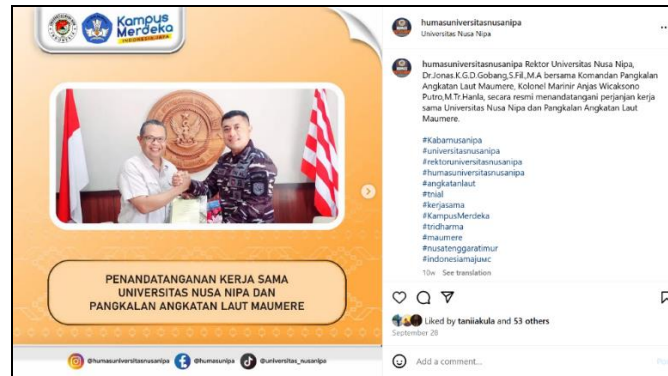 Kampus
Merdeka
INDONESIA JAYA
PENANDATANGANAN KERJA SAMA
UNIVERSITAS NUSA NIPA DAN
PANGKALAN ANGKATAN LAUT MAUMERE
@humasuniversitasnusanipa @humasunipa @universitas_nusanipa
humasuniversitasnusanipa
Universitas Nusa Nipa
humasuniversitasnusanipa Rektor Universitas Nusa Nipa,
Dr.Jonas.K.G.D.Gobang,S.Fil.,M.A bersama Komandan Pangkalan
Angkatan Laut Maumere, Kolonel Marinir Anjas Wicaksono
Putro,M.Tr.Hanla, secara resmi menandatangani perjanjian kerja
sama Universitas Nusa Nipa dan Pangkalan Angkatan Laut
Maumere.
#Kabarnusanipa
#universitasnusanipa
#rektoruniversitasnusanipa
#humasuniversitasnusanipa
#angkatanlaut
#tnial
#kerjasama
#KampusMerdeka
#tridharma
#maumere
#nusatenggaratimur
#indonesiamajuмс
10w See translation
Liked by taniiakula and 53 others
September 28
Add a comment...